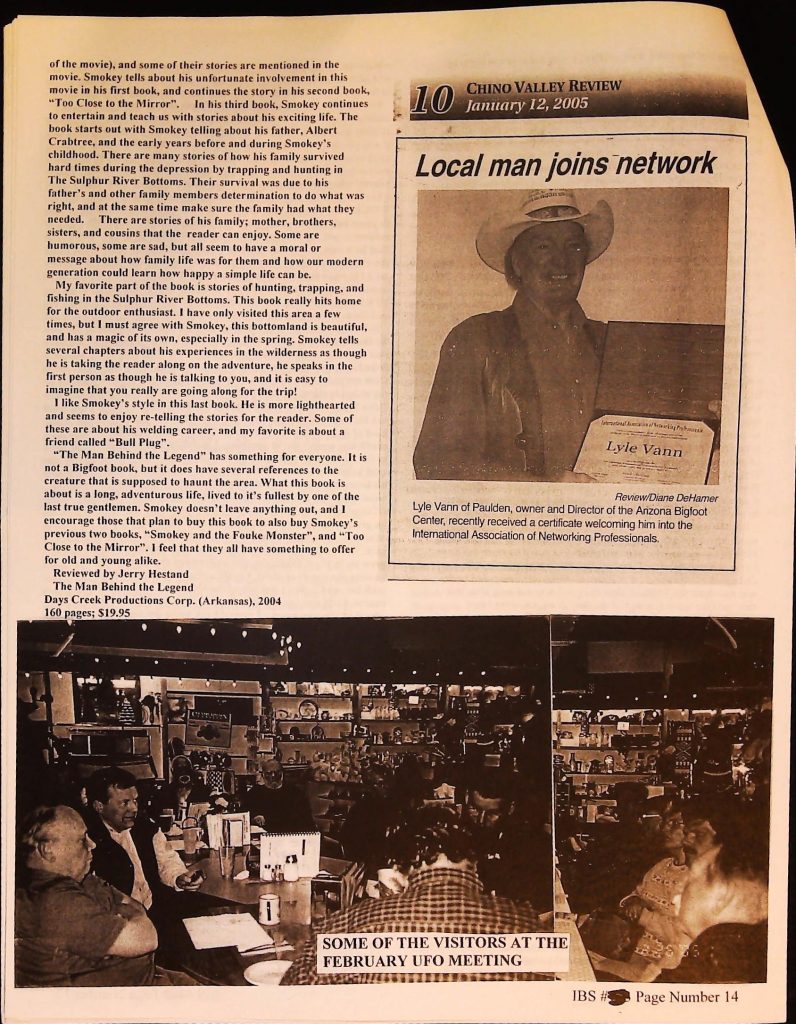 of the movie), and some of their stories are mentioned in the
movie. Smokey tells about his unfortunate involvement in this
movie in his first book, and continues the story in his second book,
“Too Close to the Mirror”. In his third book, Smokey continues
to entertain and teach us with stories about his exciting life. The
book starts out with Smokey telling about his father, Albert
Crabtree, and the early years before and during Smokey's
childhood. There are many stories of how his family survived
hard times during the depression by trapping and hunting in
The Sulphur River Bottoms. Their survival was due to his
father's and other family members determination to do what was
right, and at the same time make sure the family had what they
needed. There are stories of his family; mother, brothers,
sisters, and cousins that the reader can enjoy. Some are
humorous, some are sad, but all seem to have a moral or
message about how family life was for them and how our modern
generation could learn how happy a simple life can be.
My favorite part of the book is stories of hunting, trapping, and
fishing in the Sulphur River Bottoms. This book really hits home
for the outdoor enthusiast. I have only visited this area a few
times, but I must agree with Smokey, this bottomland is beautiful,
and has a magic of its own, especially in the spring. Smokey tells
several chapters about his experiences in the wilderness as though
he is taking the reader along on the adventure, he speaks in the
first person as though he is talking to you, and it is easy to
imagine that you really are going along for the trip!
I like Smokey's style in this last book. He is more lighthearted
and seems to enjoy re-telling the stories for the reader. Some of
these are about his welding career, and my favorite is about a
friend called “Bull Plug”.
“The Man Behind the Legend” has something for everyone. It is
not a Bigfoot book, but it does have several references to the
creature that is supposed to haunt the area. What this book is
about is a long, adventurous life, lived to it's fullest by one of the
last true gentlemen. Smokey doesn't leave anything out, and I
encourage those that plan to buy this book to also buy Smokey's
previous two books, “Smokey and the Fouke Monster”, and “Too
Close to the Mirror”. I feel that they all have something to offer
for old and young alike.
Reviewed by Jerry Hestand
The Man Behind the Legend
Days Creek Productions Corp. (Arkansas), 2004
160 pages; $19.95
10 CHINO VALLEY REVIEW
January 12, 2005
Local man joins network
International Association of Networking Professionals
Lyle Vann
Review/Diane DeHamer
Lyle Vann of Paulden, owner and Director of the Arizona Bigfoot
Center, recently received a certificate welcoming him into the
International Association of Networking Professionals.
SOME OF THE VISITORS AT THE
FEBRUARY UFO MEETING
IBS # Page Number 14